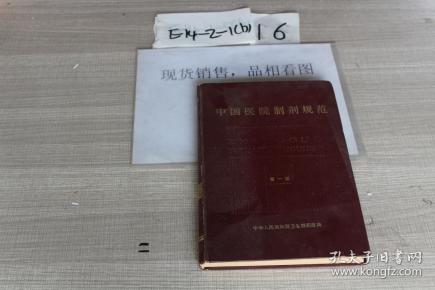 E14-2-1(b) 16
现货销售，品相看图
中国医院制剂规范
第一版
中华人民共和国卫生部药政局
孔夫子旧书网
www.kongfz.com